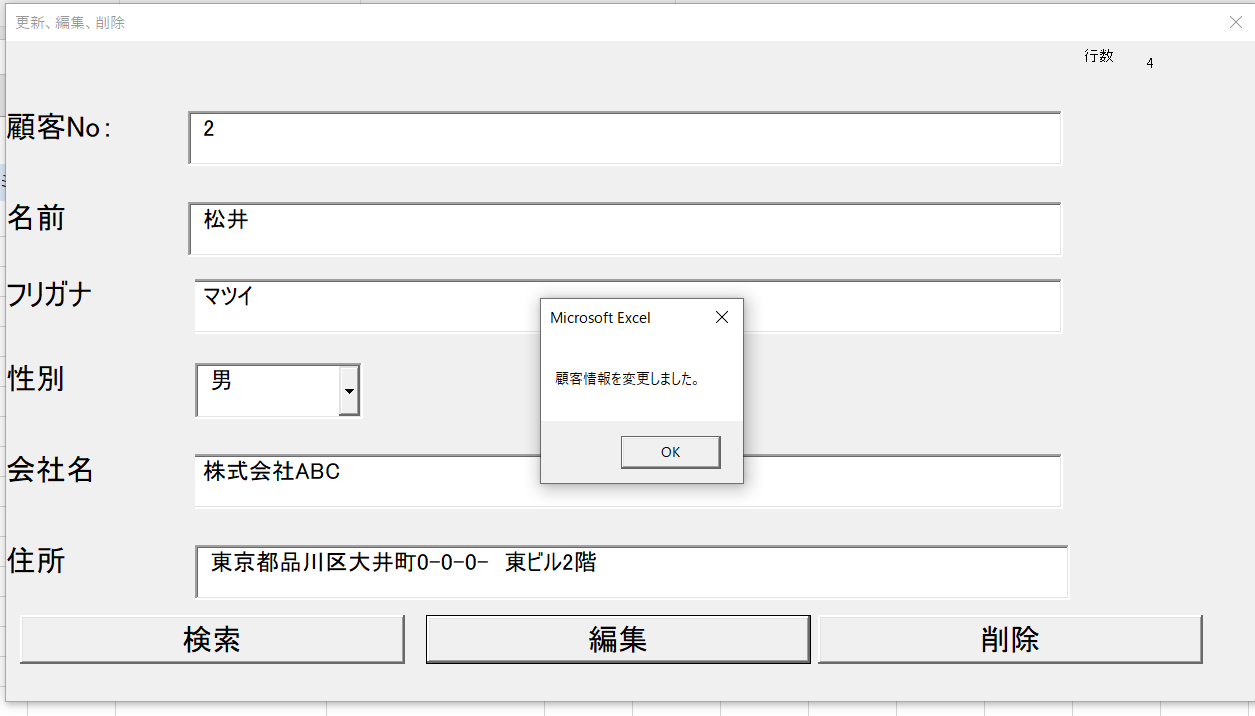 更新、編集、削除
行数 4
顧客No： 2
名前 松井
フリガナ マツイ
性別 男
Microsoft Excel
顧客情報を変更しました。
OK
会社名 株式会社ABC
住所 東京都品川区大井町0-0-0-　東ビル2階
検索 編集 削除